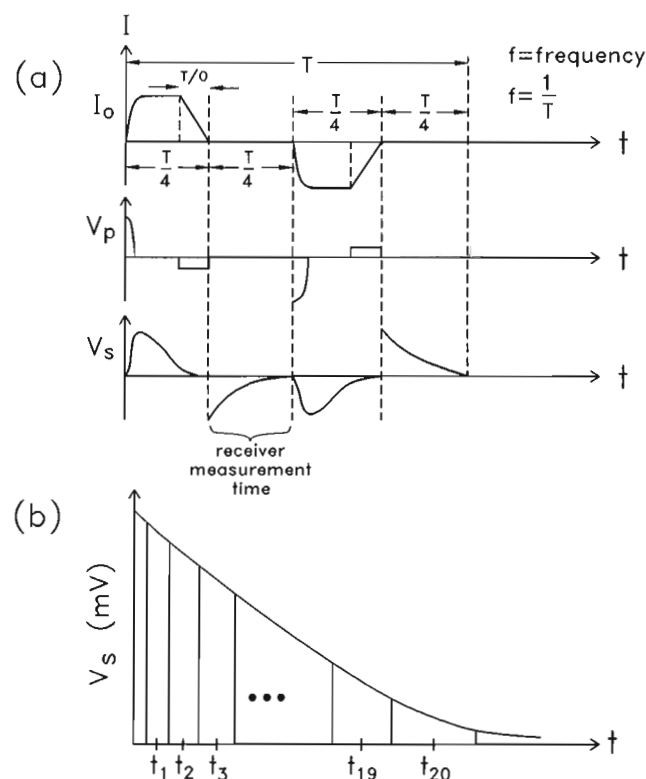 (a)
I
T
f=frequency
f=1/T
T/O
I₀
T/4 T/4
T/4 T/4
t
Vₚ
t
Vₛ
t
receiver
measurement
time
(b)
Vₛ (mV)
•••
t₁ t₂ t₃ t₁₉ t₂₀
t